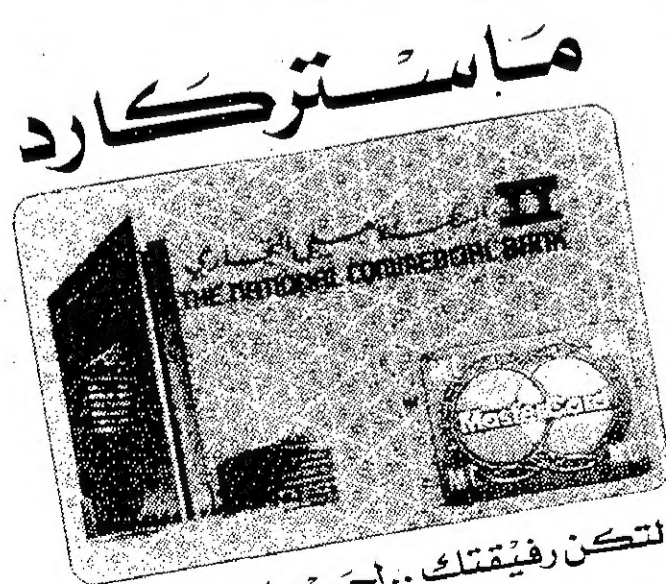 ماستركارد
البنك الأهلي التجاري
THE NATIONAL COMMERCIAL BANK
MasterCard
لتكن رفيقتك ..